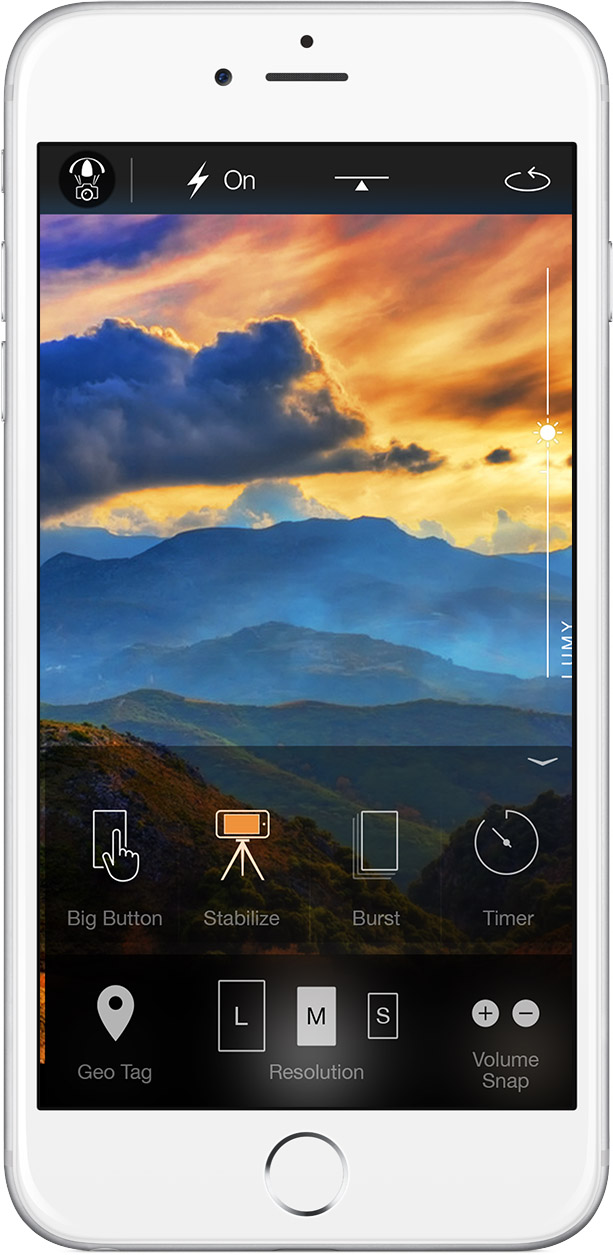 On
LUMY
Big Button
Stabilize
Burst
Timer
L
M
S
Geo Tag
Resolution
Volume
Snap